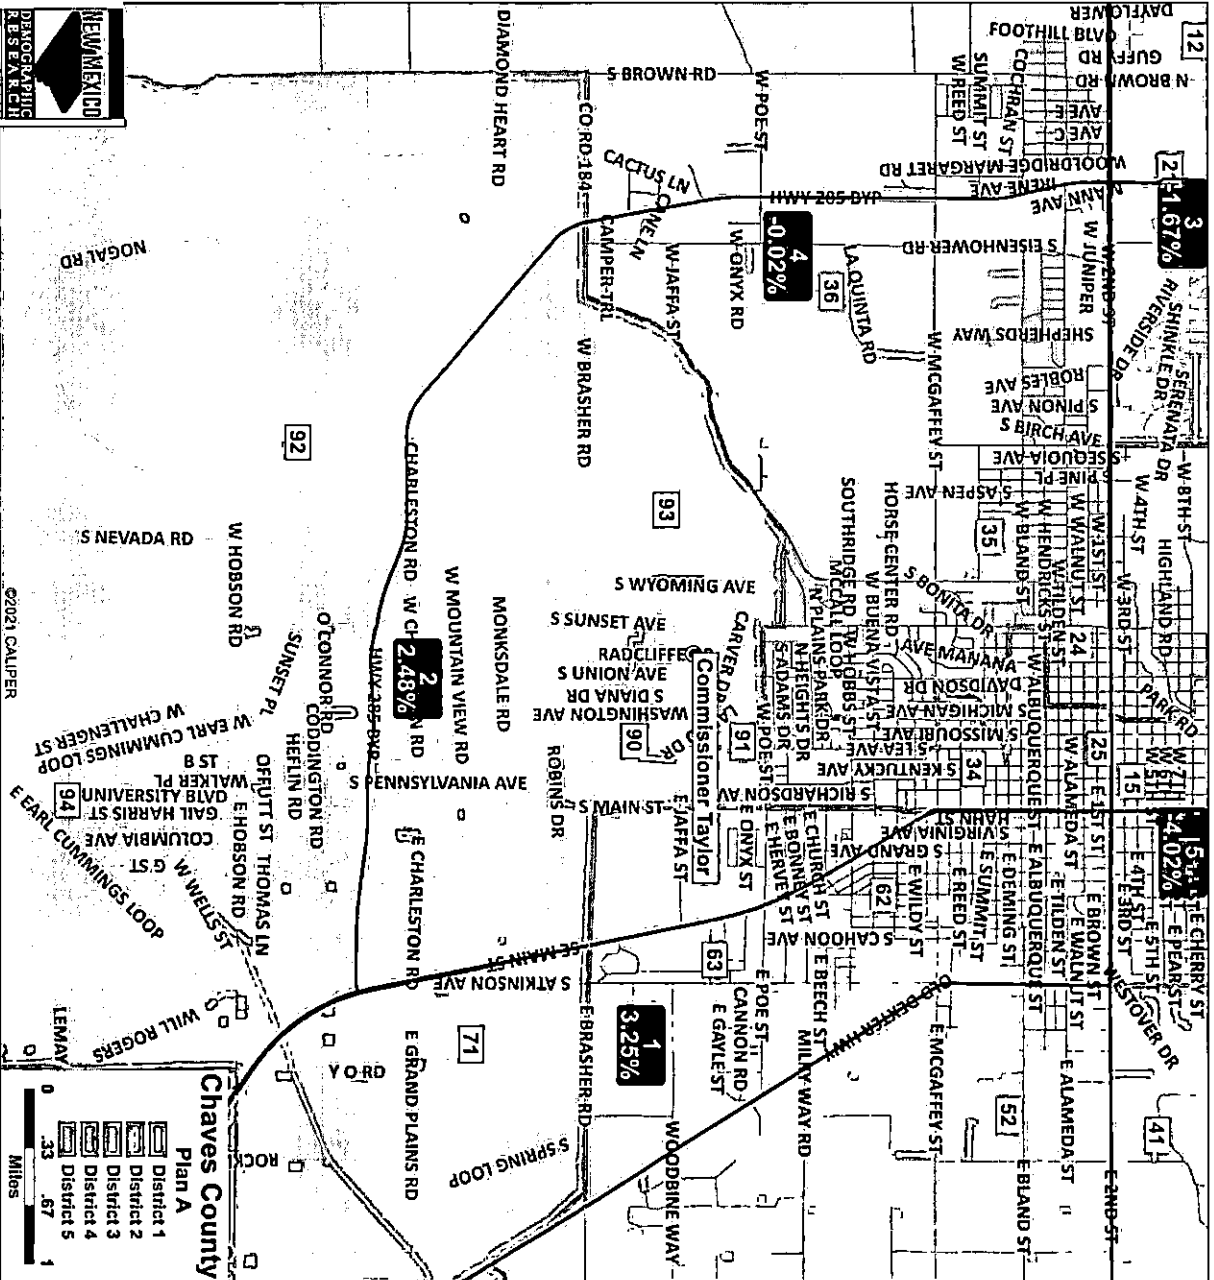 12
DAYFLOWER
FOOTHILL BLVD
GUFFY RD
N BROWN RD
AVE E
AVE C
COCHRAN ST
SUMMIT ST
W REED ST
S BROWN RD
W POE ST
DIAMOND HEART RD
CO RD 184
CACTUS LN
WOOLDRIDGE-MARGARET RD
IRENE AVE
N ANN AVE
HWY 285 BYP
2
3
-1.67%
4
-0.02%
36
S EISENHOWER RD
W JUNIPER
W 2ND ST
LA QUINTA RD
W ONYX RD
W JAFFA ST
CAMPER TRL
NOGAL RD
SHEPHERDS WAY
RIVERSIDE DR
SHINKLE DR
SERENATA DR
W MCGAFFEY ST
W BRASHER RD
ROBLES AVE
S PINON AVE
S BIRCH AVE
S SEQUOIA AVE
S PINE PL
S ASPEN AVE
W 8TH ST
W 4TH ST
W 1ST ST
W WALNUT ST
W HENDRICKS ST
W BLAND ST
W TILDEN ST
HIGHLAND RD
W 3RD ST
35
92
93
CHARLESTON RD
SOUTHRIDGE RD
HORSE CENTER RD
S NEVADA RD
W HOBSON RD
S WYOMING AVE
S BONITA DR
W BUENA VISTA ST
MCCALL LOOP
N PLAINS PARK DR
W HOBBS ST
N HEIGHTS DR
S ADAMS DR
W MOUNTAIN VIEW RD
MONKSDALE RD
S SUNSET AVE
RADCLIFFE
S UNION AVE
S DIANA DR
WASHINGTON AVE
24
AVE MANANA
DAVIDSON DR
S MICHIGAN AVE
S MISSOURI AVE
S LEA AVE
S KENTUCKY AVE
S RICHARDSON AV
W ALBUQUERQUE ST
W ALAMEDA ST
PARK RD
W 7TH
25
15
34
W POE ST
91
90
Commissioner Taylor
2
2.48%
HWY 285 BYP
O CONNOR RD
SUNSET PL
CODDINGTON RD
HEFLIN RD
W CHALLENGER ST
W EARL CUMMINGS LOOP
B ST
WALKER PL
UNIVERSITY BLVD
GAIL HARRIS ST
COLUMBIA AVE
G ST
94
E EARL CUMMINGS LOOP
OFFUTT ST
E HOBSON RD
THOMAS LN
W WELLS ST
S PENNSYLVANIA AVE
ROBINS DR
S MAIN ST
E JAFFA ST
E ONYX ST
E HERVE ST
E BONNEY ST
E CHURCH ST
HAHN ST
S VIRGINIA AVE
S GRAND AVE
E 1ST ST
5
-4.02%
E 4TH ST
E 3RD ST
E 5TH ST
E PEAR ST
E CHERRY ST
E BROWN ST
E WALNUT ST
E TILDEN ST
E ALBUQUERQUE ST
E DEMING ST
E SUMMIT ST
E REED ST
E WILDY ST
62
S CAHOON AVE
E CHARLESTON RD
SE MAIN ST
S ATKINSON AVE
63
E BEECH ST
E POE ST
CANNON RD
E GAYLE ST
OLD DEXTER HWY
WESTOVER DR
1
3.25%
E BRASHER RD
71
E GRAND PLAINS RD
Y O RD
WILL ROGERS
LEMAY
MILKY WAY RD
E MCGAFFEY ST
52
41
E ALAMEDA ST
E BLAND ST
E 2ND ST
WOODBINE WAY
S SPRING LOOP
ROCK
Chaves County
Plan A
District 1
District 2
District 3
District 4
District 5
0 .33 .67 1
Miles
©2021 CALIPER
NEW MEXICO
DEMOGRAPHIC
RESEARCH